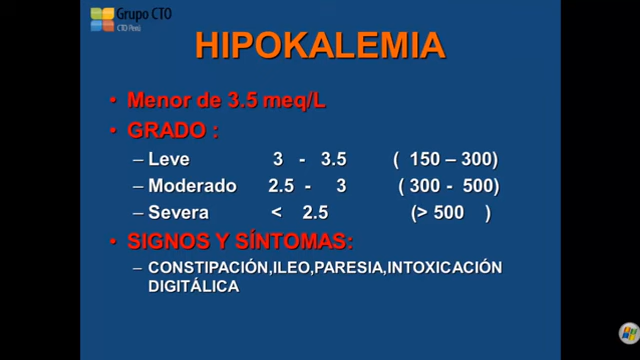 Grupo CTO
CTO Perú
HIPOKALEMIA
• Menor de 3.5 meq/L
• GRADO :
– Leve 3 - 3.5 ( 150 – 300)
– Moderado 2.5 - 3 ( 300 - 500)
– Severa < 2.5 (> 500 )
• SIGNOS Y SÍNTOMAS:
– CONSTIPACIÓN,ILEO,PARESIA,INTOXICACIÓN
DIGITÁLICA